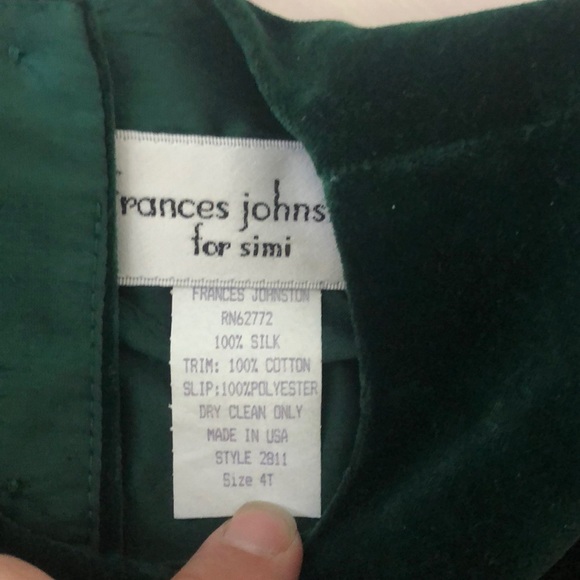 frances johns
for simi
FRANCES JOHNSTON
RN62772
100% SILK
TRIM: 100% COTTON
SLIP:100%POLYESTER
DRY CLEAN ONLY
MADE IN USA
STYLE 2811
Size 4T